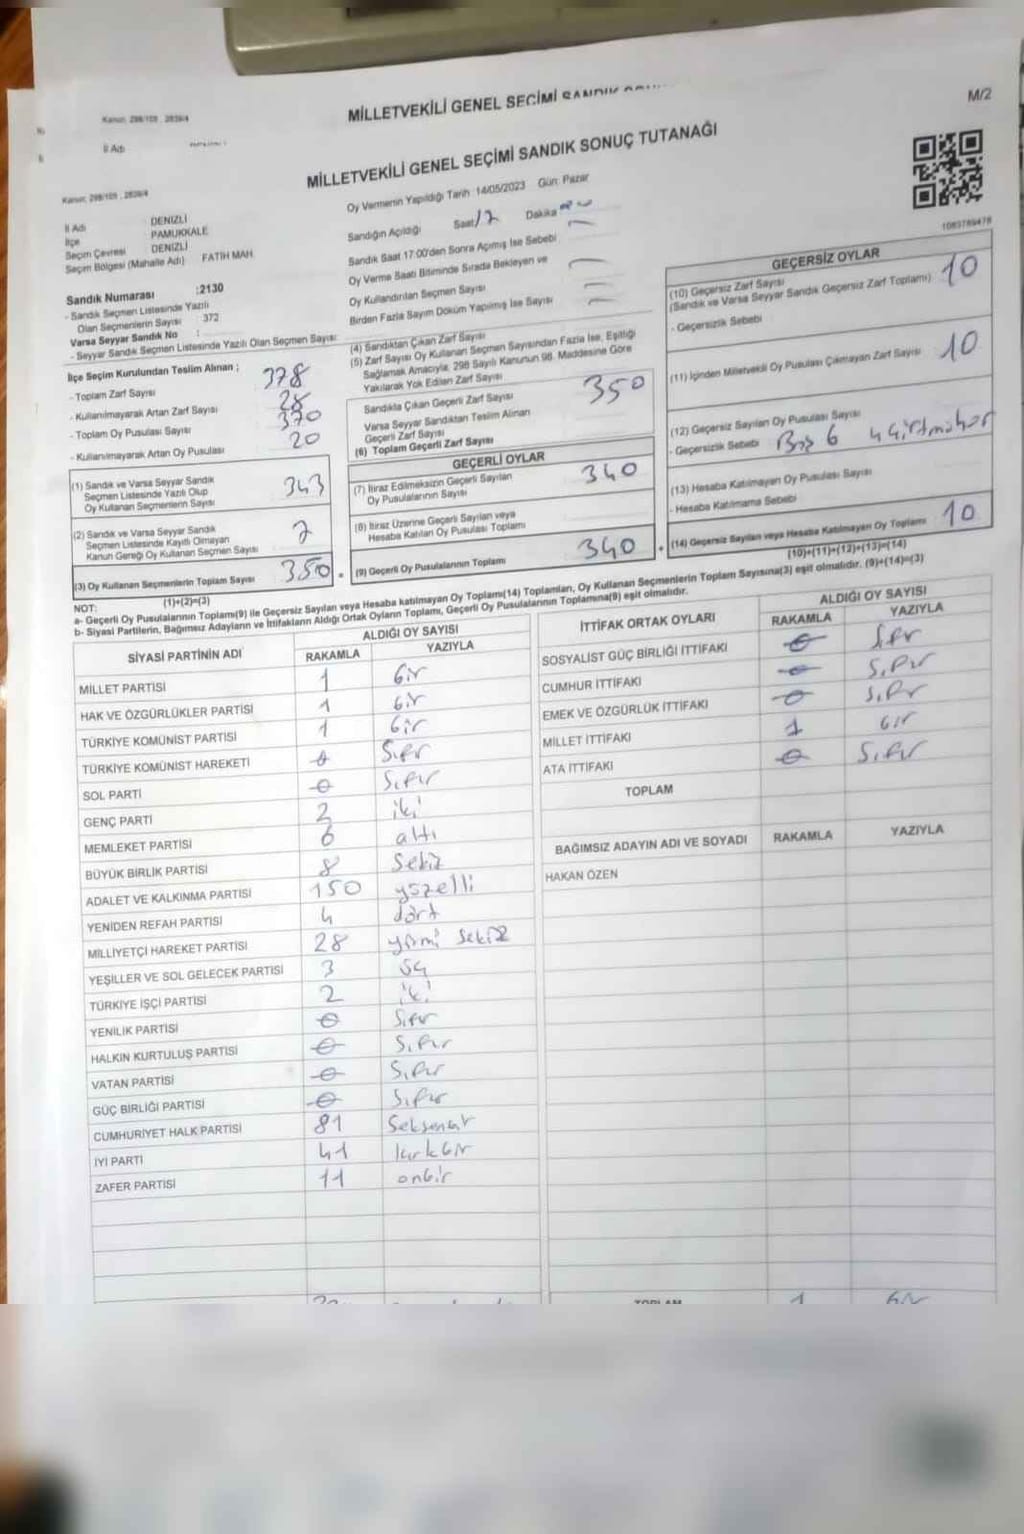 Kanun: 298/105 , 2839/4
MİLLETVEKİLİ GENEL SEÇİMİ
İl Adı
M/2
MİLLETVEKİLİ GENEL SEÇİMİ SANDIK SONUÇ TUTANAĞI
Kanun: 298/105 , 2839/4
Oy Vermenin Yapıldığı Tarih :14/05/2023 Gün: Pazar
1083789478
İl Adı DENİZLİ
İlçe PAMUKKALE
Seçim Çevresi DENİZLİ
Seçim Bölgesi (Mahalle Adı) FATİH MAH.
Sandığın Açıldığı Saat 17 Dakika
Sandık Saat 17:00'den Sonra Açılmış İse Sebebi
Oy Verme Saati Bitiminde Sırada Bekleyen ve
Oy Kullandırılan Seçmen Sayısı
Birden Fazla Sayım Döküm Yapılmış İse Sayısı
Sandık Numarası :2130
- Sandık Seçmen Listesinde Yazılı
Olan Seçmenlerin Sayısı : 372
Varsa Seyyar Sandık No :
- Seyyar Sandık Seçmen Listesinde Yazılı Olan Seçmen Sayısı:
İlçe Seçim Kurulundan Teslim Alınan ;
- Toplam Zarf Sayısı 378
- Kullanılmayarak Artan Zarf Sayısı 28
- Toplam Oy Pusulası Sayısı 370
- Kullanılmayarak Artan Oy Pusulası 20
(1) Sandık ve Varsa Seyyar Sandık
Seçmen Listesinde Yazılı Olup
Oy Kullanan Seçmenlerin Sayısı 343
(2) Sandık ve Varsa Seyyar Sandık
Seçmen Listesinde Kayıtlı Olmayan
Kanun Gereği Oy Kullanan Seçmen Sayısı 7
(3) Oy Kullanan Seçmenlerin Toplam Sayısı 350
(1)+(2)=(3)
(4) Sandıktan Çıkan Zarf Sayısı
(5) Zarf Sayısı Oy Kullanan Seçmen Sayısından Fazla İse, Eşitliği
Sağlamak Amacıyla; 298 Sayılı Kanunun 98. Maddesine Göre
Yakılarak Yok Edilen Zarf Sayısı
Sandıkta Çıkan Geçerli Zarf Sayısı 350
Varsa Seyyar Sandıktan Teslim Alınan
Geçerli Zarf Sayısı
(6) Toplam Geçerli Zarf Sayısı
GEÇERLİ OYLAR
(7) İtiraz Edilmeksizin Geçerli Sayılan
Oy Pusulalarının Sayısı 340
(8) İtiraz Üzerine Geçerli Sayılan veya
Hesaba Katılan Oy Pusulası Toplamı
(9) Geçerli Oy Pusulalarının Toplamı 340
GEÇERSİZ OYLAR
(10) Geçersiz Zarf Sayısı 10
(Sandık ve Varsa Seyyar Sandık Geçersiz Zarf Toplamı)
- Geçersizlik Sebebi
(11) İçinden Milletvekili Oy Pusulası Çıkmayan Zarf Sayısı 10
(12) Geçersiz Sayılan Oy Pusulası Sayısı
- Geçersizlik Sebebi Boş 6 4
(13) Hesaba Katılmayan Oy Pusulası Sayısı
- Hesaba Katılmama Sebebi
(14) Geçersiz Sayılan veya Hesaba Katılmayan Oy Toplamı 10
(10)+(11)+(12)+(13)=(14)
NOT:
a- Geçerli Oy Pusulalarının Toplamı(9) ile Geçersiz Sayılan veya Hesaba katılmayan Oy Toplamı(14) Toplamları, Oy Kullanan Seçmenlerin Toplam Sayısına(3) eşit olmalıdır. (9)+(14)=(3)
b- Siyasi Partilerin, Bağımsız Adayların ve İttifakların Aldığı Ortak Oyların Toplamı, Geçerli Oy Pusulalarının Toplamına(9) eşit olmalıdır.
SİYASİ PARTİNİN ADI ALDIĞI OY SAYISI
RAKAMLA YAZIYLA
MİLLET PARTİSİ 1 bir
HAK VE ÖZGÜRLÜKLER PARTİSİ 1 bir
TÜRKİYE KOMÜNİST PARTİSİ 1 bir
TÜRKİYE KOMÜNİST HAREKETİ 0 Sıfır
SOL PARTİ 0 Sıfır
GENÇ PARTİ 2 iki
MEMLEKET PARTİSİ 6 altı
BÜYÜK BİRLİK PARTİSİ 8 Sekiz
ADALET VE KALKINMA PARTİSİ 150 yüzelli
YENİDEN REFAH PARTİSİ 4 dört
MİLLİYETÇİ HAREKET PARTİSİ 28 yirmi sekiz
YEŞİLLER VE SOL GELECEK PARTİSİ 3 üç
TÜRKİYE İŞÇİ PARTİSİ 2 iki
YENİLİK PARTİSİ 0 Sıfır
HALKIN KURTULUŞ PARTİSİ 0 Sıfır
VATAN PARTİSİ 0 Sıfır
GÜÇ BİRLİĞİ PARTİSİ 0 Sıfır
CUMHURİYET HALK PARTİSİ 81 Seksenbir
İYİ PARTİ 41 kırkbir
ZAFER PARTİSİ 11 onbir
İTTİFAK ORTAK OYLARI ALDIĞI OY SAYISI
RAKAMLA YAZIYLA
SOSYALİST GÜÇ BİRLİĞİ İTTİFAKI 0 Sıfır
CUMHUR İTTİFAKI 0 Sıfır
EMEK VE ÖZGÜRLÜK İTTİFAKI 0 Sıfır
MİLLET İTTİFAKI 1 bir
ATA İTTİFAKI 0 Sıfır
TOPLAM
BAĞIMSIZ ADAYIN ADI VE SOYADI RAKAMLA YAZIYLA
HAKAN ÖZEN
TOPLAM 1 bir